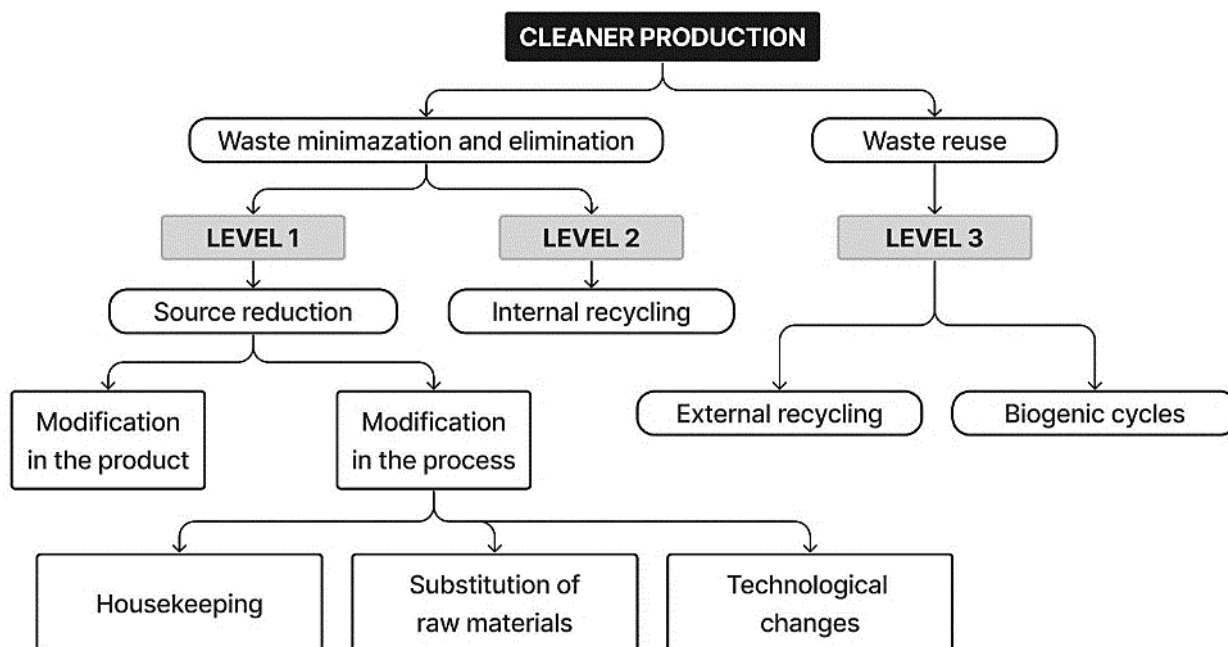 CLEANER PRODUCTION
Waste minimazation and elimination
Waste reuse
LEVEL 1
LEVEL 2
LEVEL 3
Source reduction
Internal recycling
External recycling
Biogenic cycles
Modification
in the product
Modification
in the process
Housekeeping
Substitution of
raw materials
Technological
changes